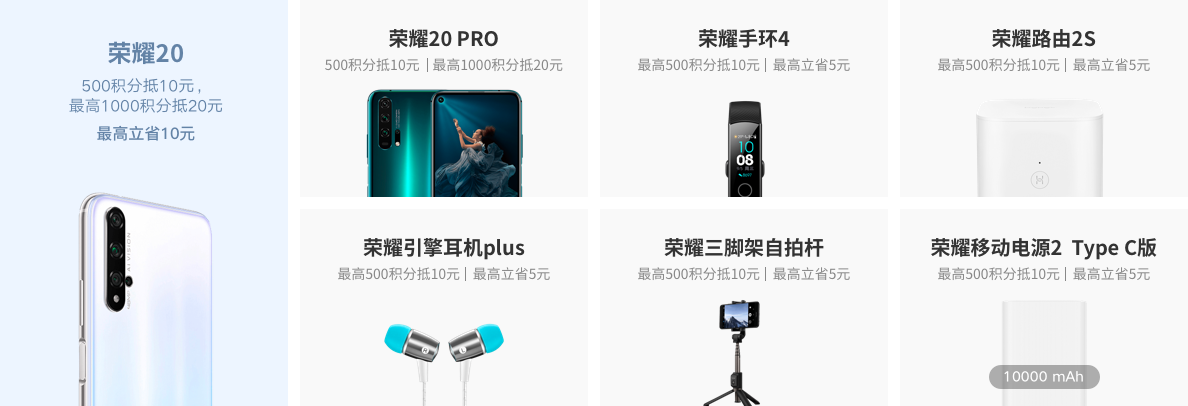 荣耀20
500积分抵10元，
最高1000积分抵20元
最高立省10元
荣耀20 PRO
500积分抵10元 | 最高1000积分抵20元
荣耀手环4
最高500积分抵10元 | 最高立省5元
10
08
荣耀路由2S
最高500积分抵10元 | 最高立省5元
荣耀引擎耳机plus
最高500积分抵10元 | 最高立省5元
荣耀三脚架自拍杆
最高500积分抵10元 | 最高立省5元
荣耀移动电源2 Type C版
最高500积分抵10元 | 最高立省5元
10000 mAh